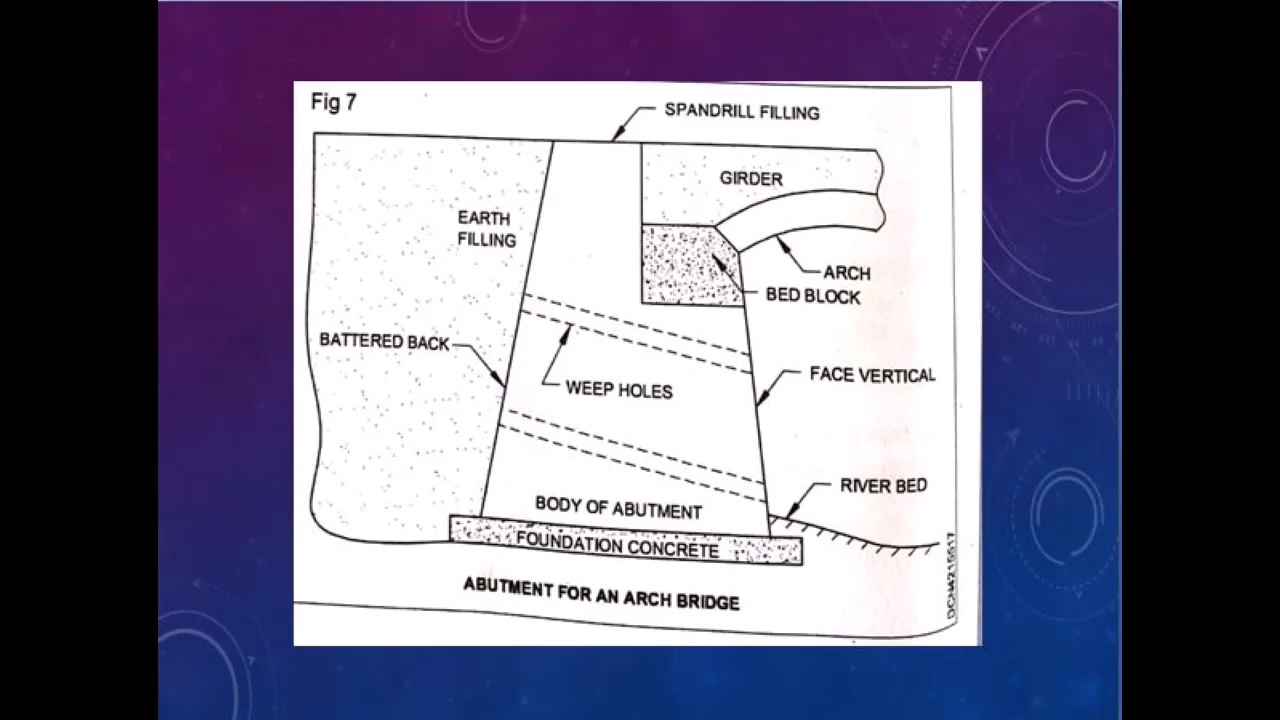 Fig 7
SPANDRILL FILLING
GIRDER
EARTH
FILLING
ARCH
BED BLOCK
BATTERED BACK
FACE VERTICAL
WEEP HOLES
RIVER BED
BODY OF ABUTMENT
FOUNDATION CONCRETE
ABUTMENT FOR AN ARCH BRIDGE